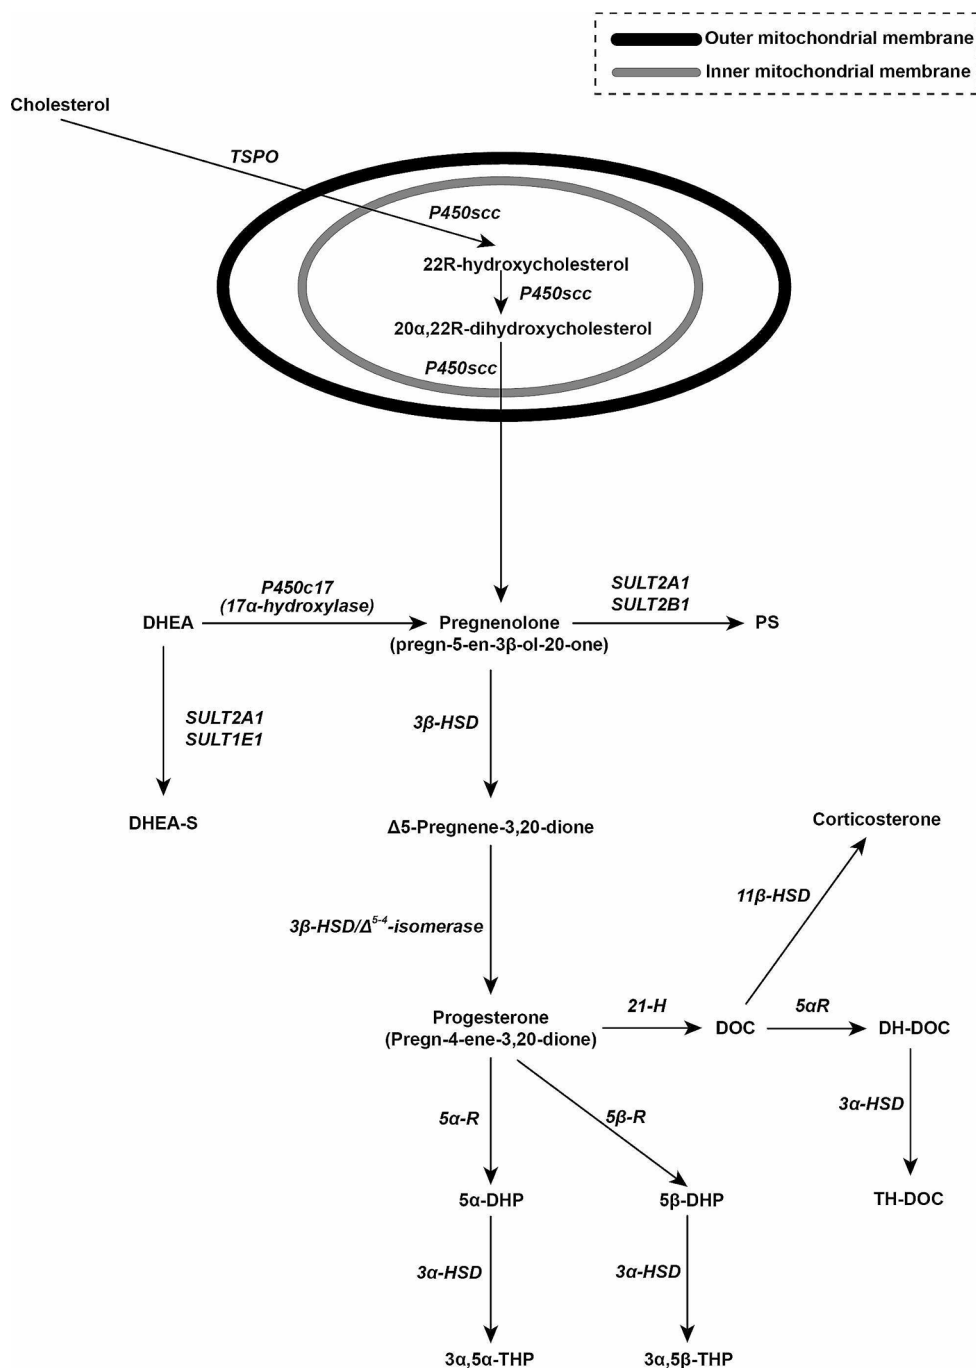 Outer mitochondrial membrane
Inner mitochondrial membrane
Cholesterol
TSPO
P450scc
22R-hydroxycholesterol
P450scc
20α,22R-dihydroxycholesterol
P450scc
P450c17
(17α-hydroxylase)
SULT2A1
SULT2B1
DHEA
Pregnenolone
(pregn-5-en-3β-ol-20-one)
PS
SULT2A1
SULT1E1
3β-HSD
DHEA-S
Δ5-Pregnene-3,20-dione
Corticosterone
11β-HSD
3β-HSD/Δ⁵⁻⁴-isomerase
Progesterone
(Pregn-4-ene-3,20-dione)
21-H
DOC
5αR
DH-DOC
5α-R
5β-R
3α-HSD
5α-DHP
5β-DHP
TH-DOC
3α-HSD
3α-HSD
3α,5α-THP
3α,5β-THP